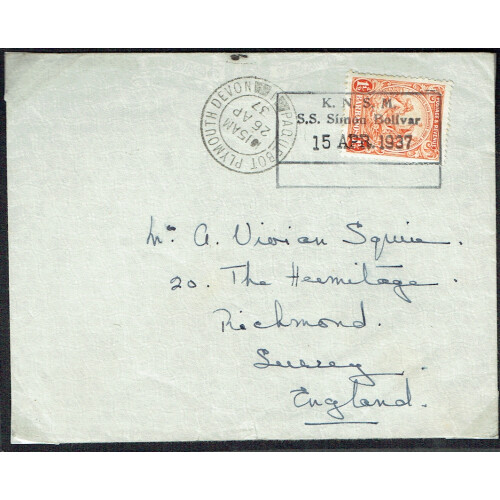 PAQUEBOT PLYMOUTH DEVON
15AM
26 AP
37
K. N. S. M.
S.S. Simon Bolivar
15 APR. 1937
Mr A. Vivian Squire.
20. The Hermitage.
Richmond.
Surrey.
England.